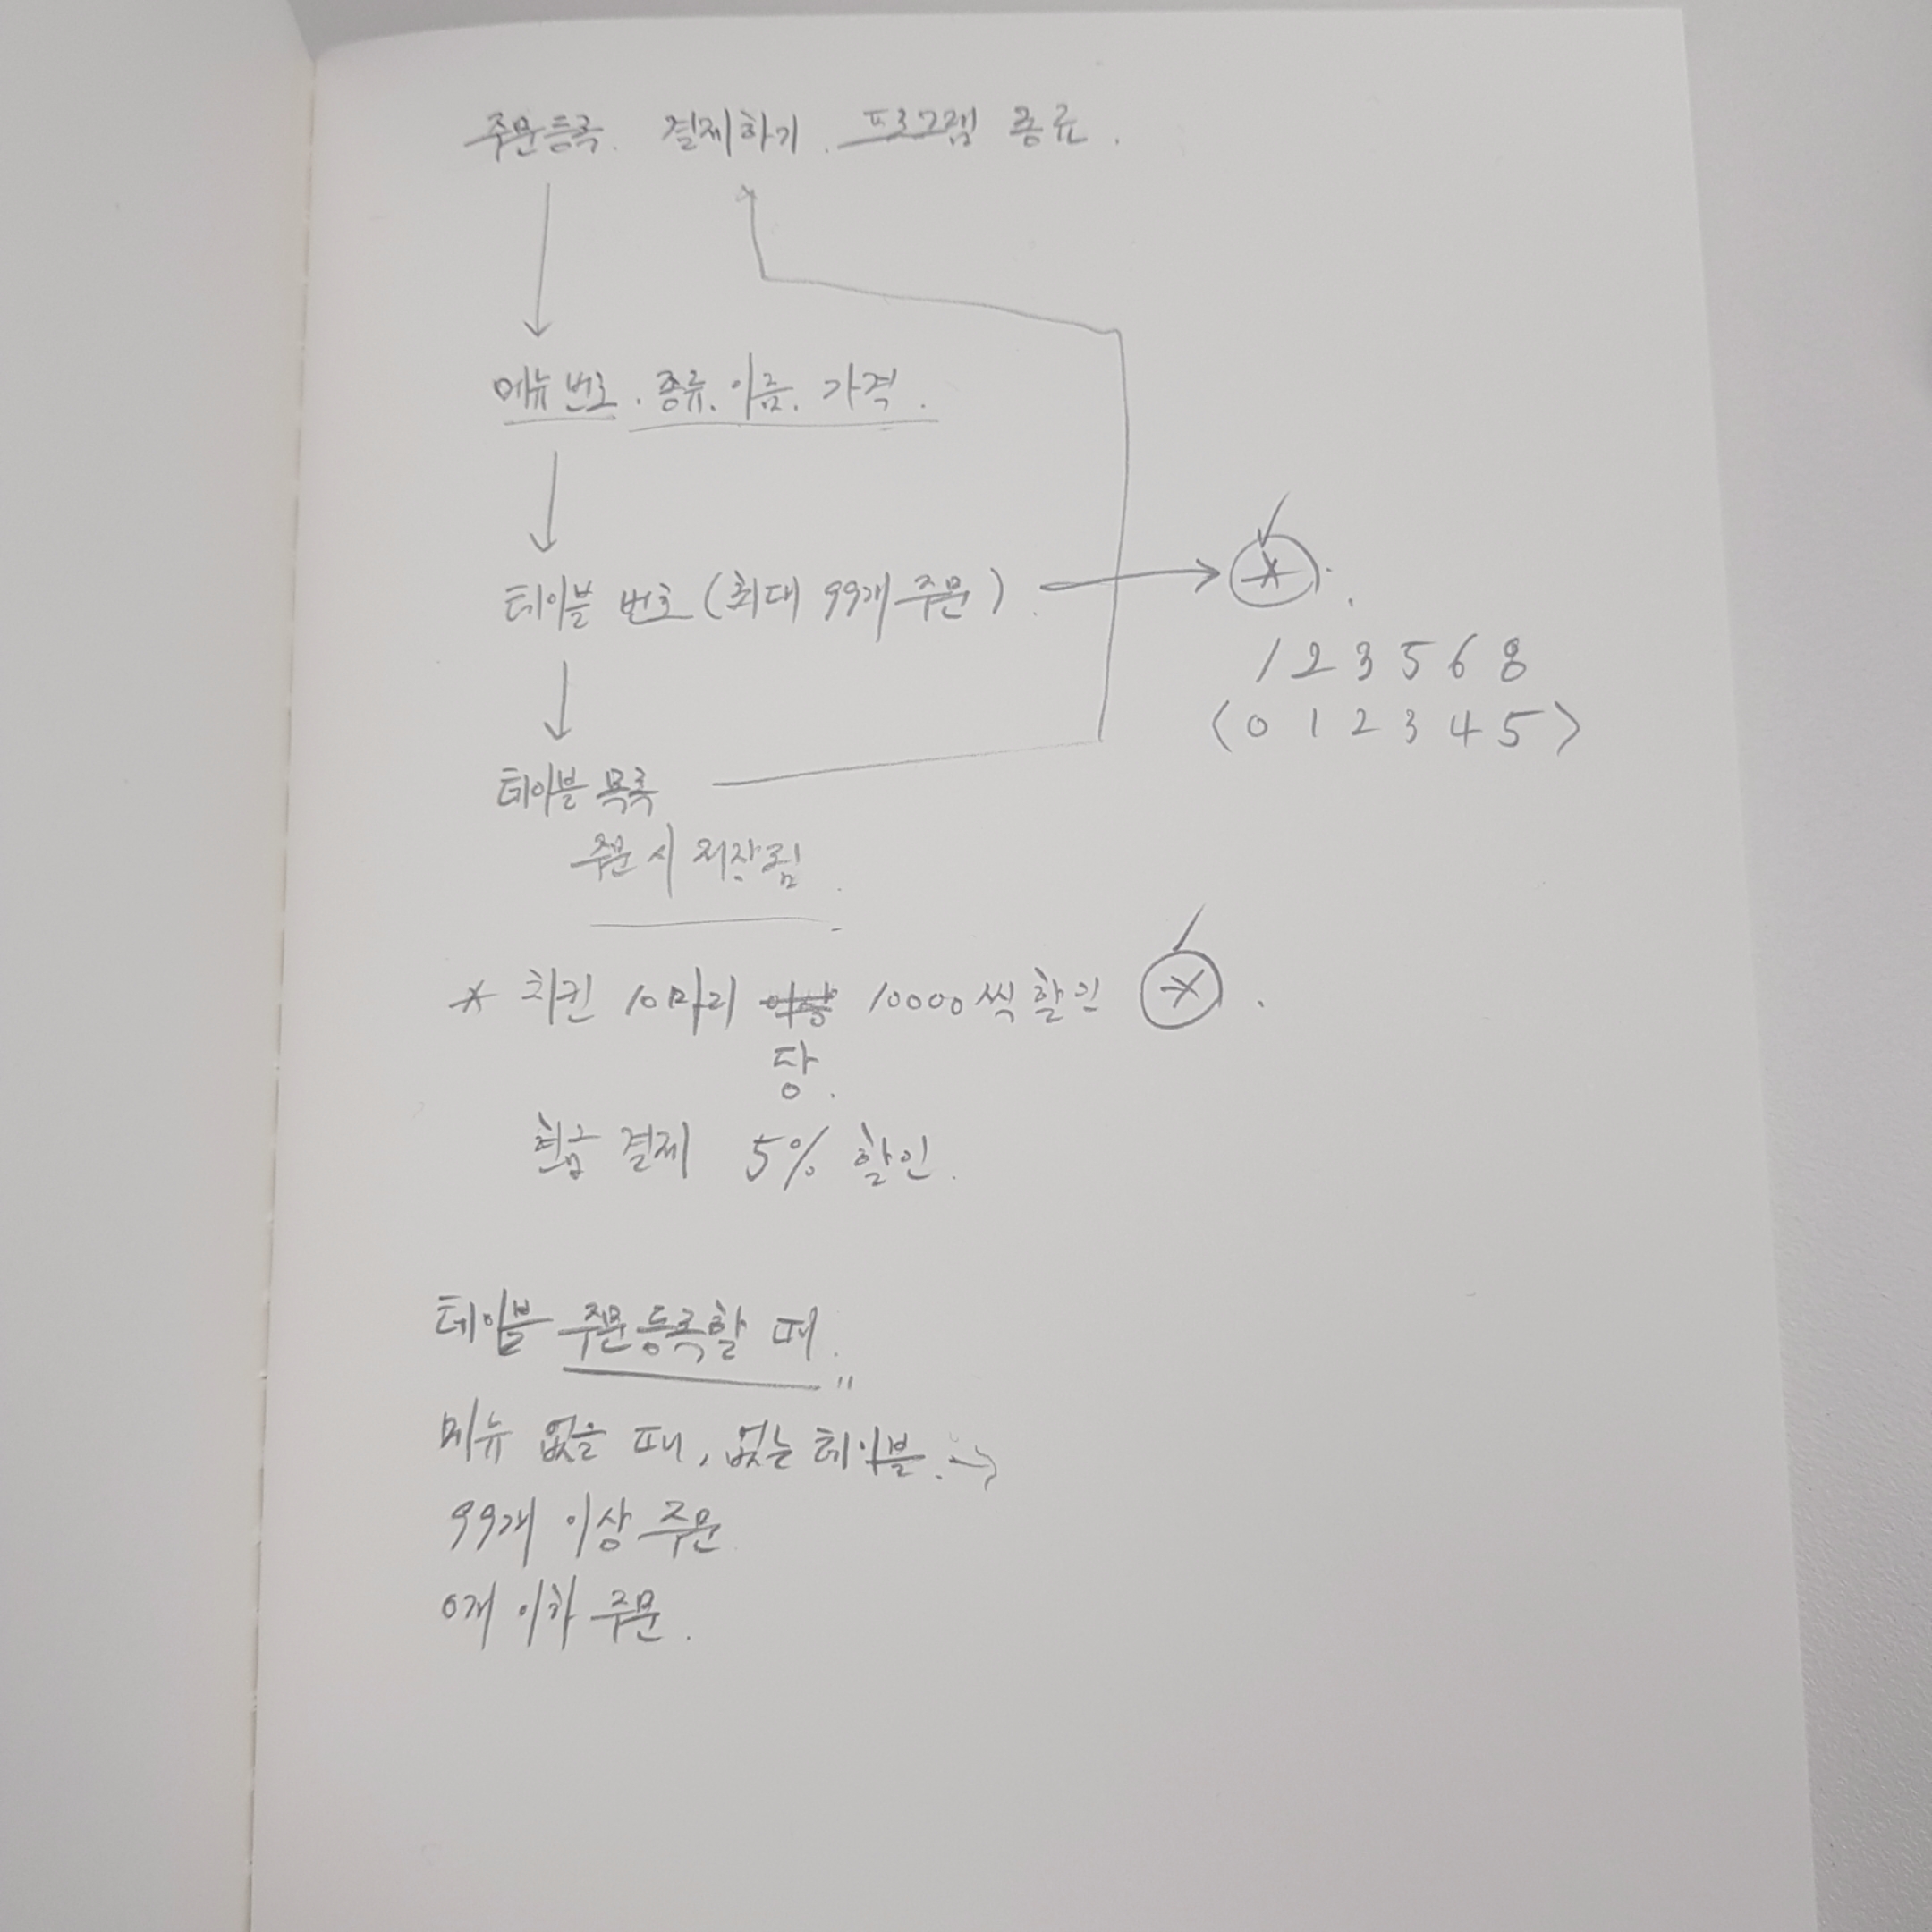 주문등록. 결제하기. 프로그램 종료.
메뉴 번호. 종류. 이름. 가격.
테이블 번호 (최대 99개 주문).
1 2 3 5 6 8
<0 1 2 3 4 5>
테이블 목록
주문 시 저장됨.
* 치킨 10마리 이상 10000씩 할인 *.
당.
현금 결제 5% 할인.
테이블 주문등록할 때.
메뉴 없을 때, 없는 테이블. →
99개 이상 주문.
0개 이하 주문.